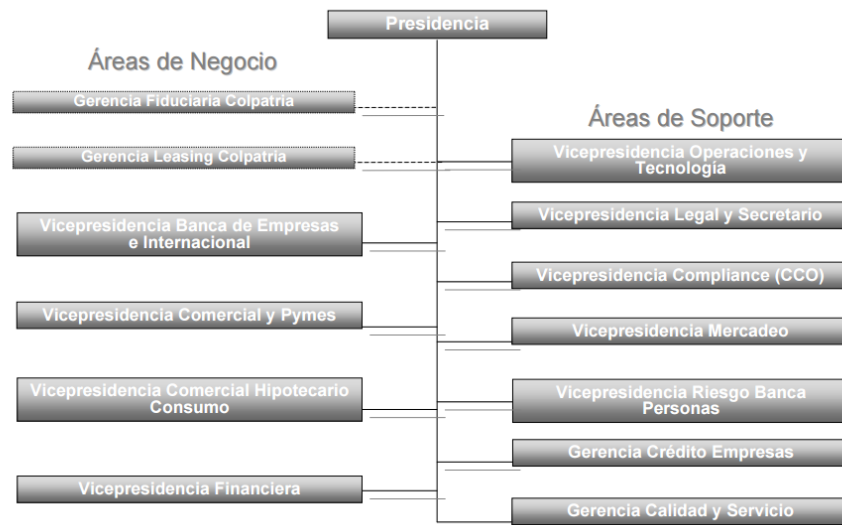 Presidencia
Áreas de Negocio
Gerencia Fiduciaria Colpatria
Gerencia Leasing Colpatria
Vicepresidencia Banca de Empresas
e Internacional
Vicepresidencia Comercial y Pymes
Vicepresidencia Comercial Hipotecario
Consumo
Vicepresidencia Financiera
Áreas de Soporte
Vicepresidencia Operaciones y
Tecnología
Vicepresidencia Legal y Secretario
Vicepresidencia Compliance (CCO)
Vicepresidencia Mercadeo
Vicepresidencia Riesgo Banca
Personas
Gerencia Crédito Empresas
Gerencia Calidad y Servicio